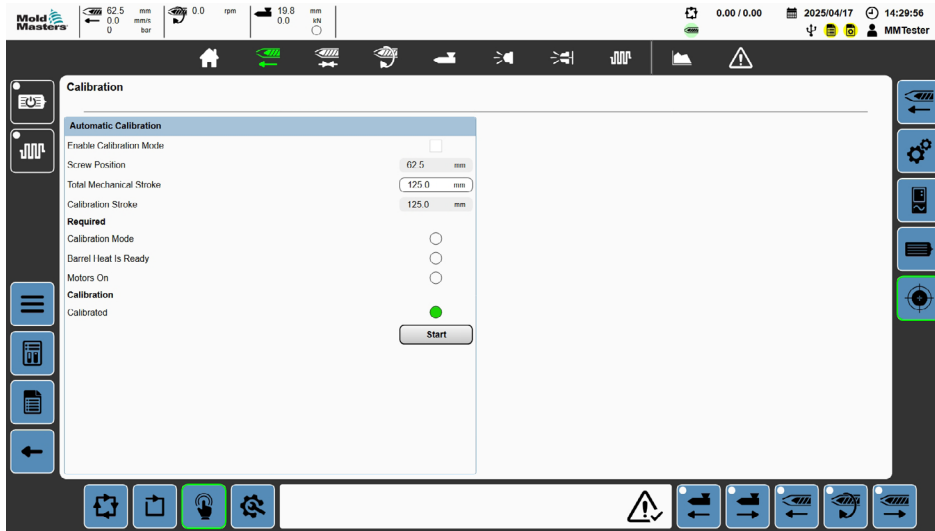 Mold Masters
62.5 mm
0.0 mm/s
0 bar
0.0 rpm
19.8 mm
0.0 kN
0.00 / 0.00
2025/04/17
14:29:56
MMTester
Calibration
Automatic Calibration
Enable Calibration Mode
Screw Position 62.5 mm
Total Mechanical Stroke 125.0 mm
Calibration Stroke 125.0 mm
Required
Calibration Mode
Barrel Heat Is Ready
Motors On
Calibration
Calibrated
Start